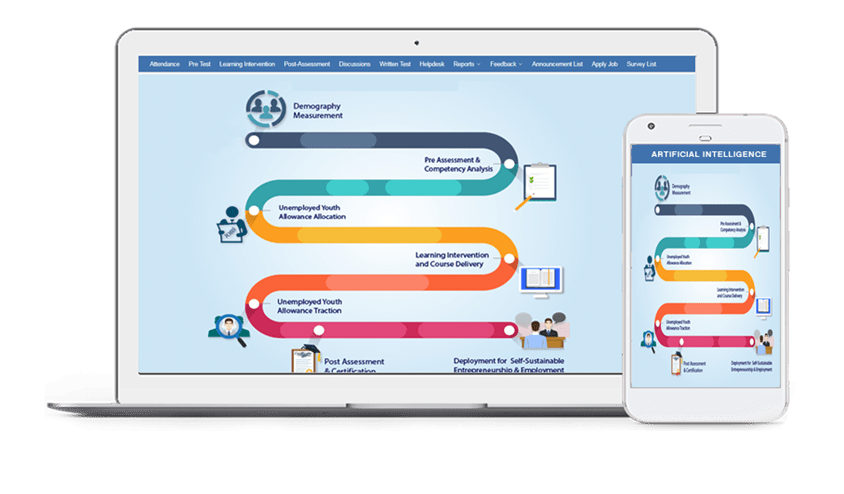 Attendance Pre Test Learning Intervention Post-Assessment Discussions Written Test Helpdesk Reports Feedback Announcement List Apply Job Survey List
Demography
Measurement
Pre Assessment &
Competency Analysis
Unemployed Youth
Allowance Allocation
Learning Intervention
and Course Delivery
Unemployed Youth
Allowance Traction
Post Assessment
& Certification
Deployment for Self-Sustainable
Entrepreneurship & Employment
ARTIFICIAL INTELLIGENCE
Demography
Measurement
Pre Assessment &
Competency Analysis
Unemployed Youth
Allowance Allocation
Learning Intervention
and Course Delivery
Unemployed Youth
Allowance Traction
Post Assessment
& Certification
Deployment for Self-Sustainable
Entrepreneurship & Employment